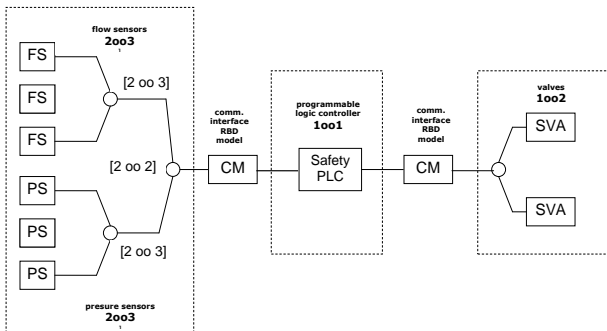 flow sensors
2oo3
FS
FS
FS
[2 oo 3]
[2 oo 2]
PS
PS
PS
[2 oo 3]
presure sensors
2oo3
comm.
interface
RBD
model
CM
programmable
logic controller
1oo1
Safety
PLC
comm.
interface
RBD
model
CM
valves
1oo2
SVA
SVA